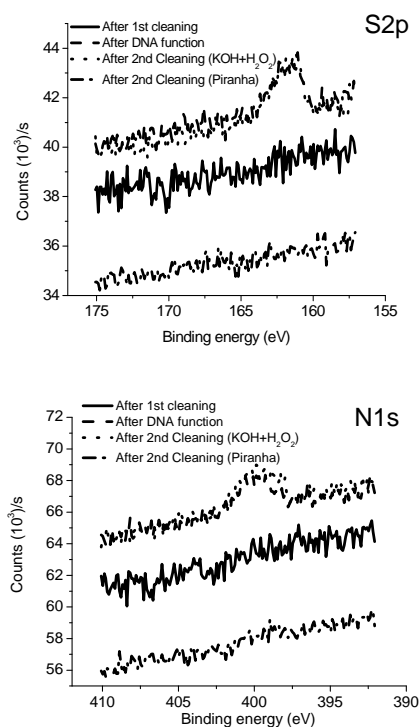 S2p
After 1st cleaning
After DNA function
After 2nd Cleaning (KOH+H₂O₂)
After 2nd Cleaning (Piranha)
Counts (10³)/s
44
42
40
38
36
34
175 170 165 160 155
Binding energy (eV)
N1s
After 1st cleaning
After DNA function
After 2nd Cleaning (KOH+H₂O₂)
After 2nd Cleaning (Piranha)
Counts (10³)/s
72
70
68
66
64
62
60
58
56
410 405 400 395 390
Binding energy (eV)